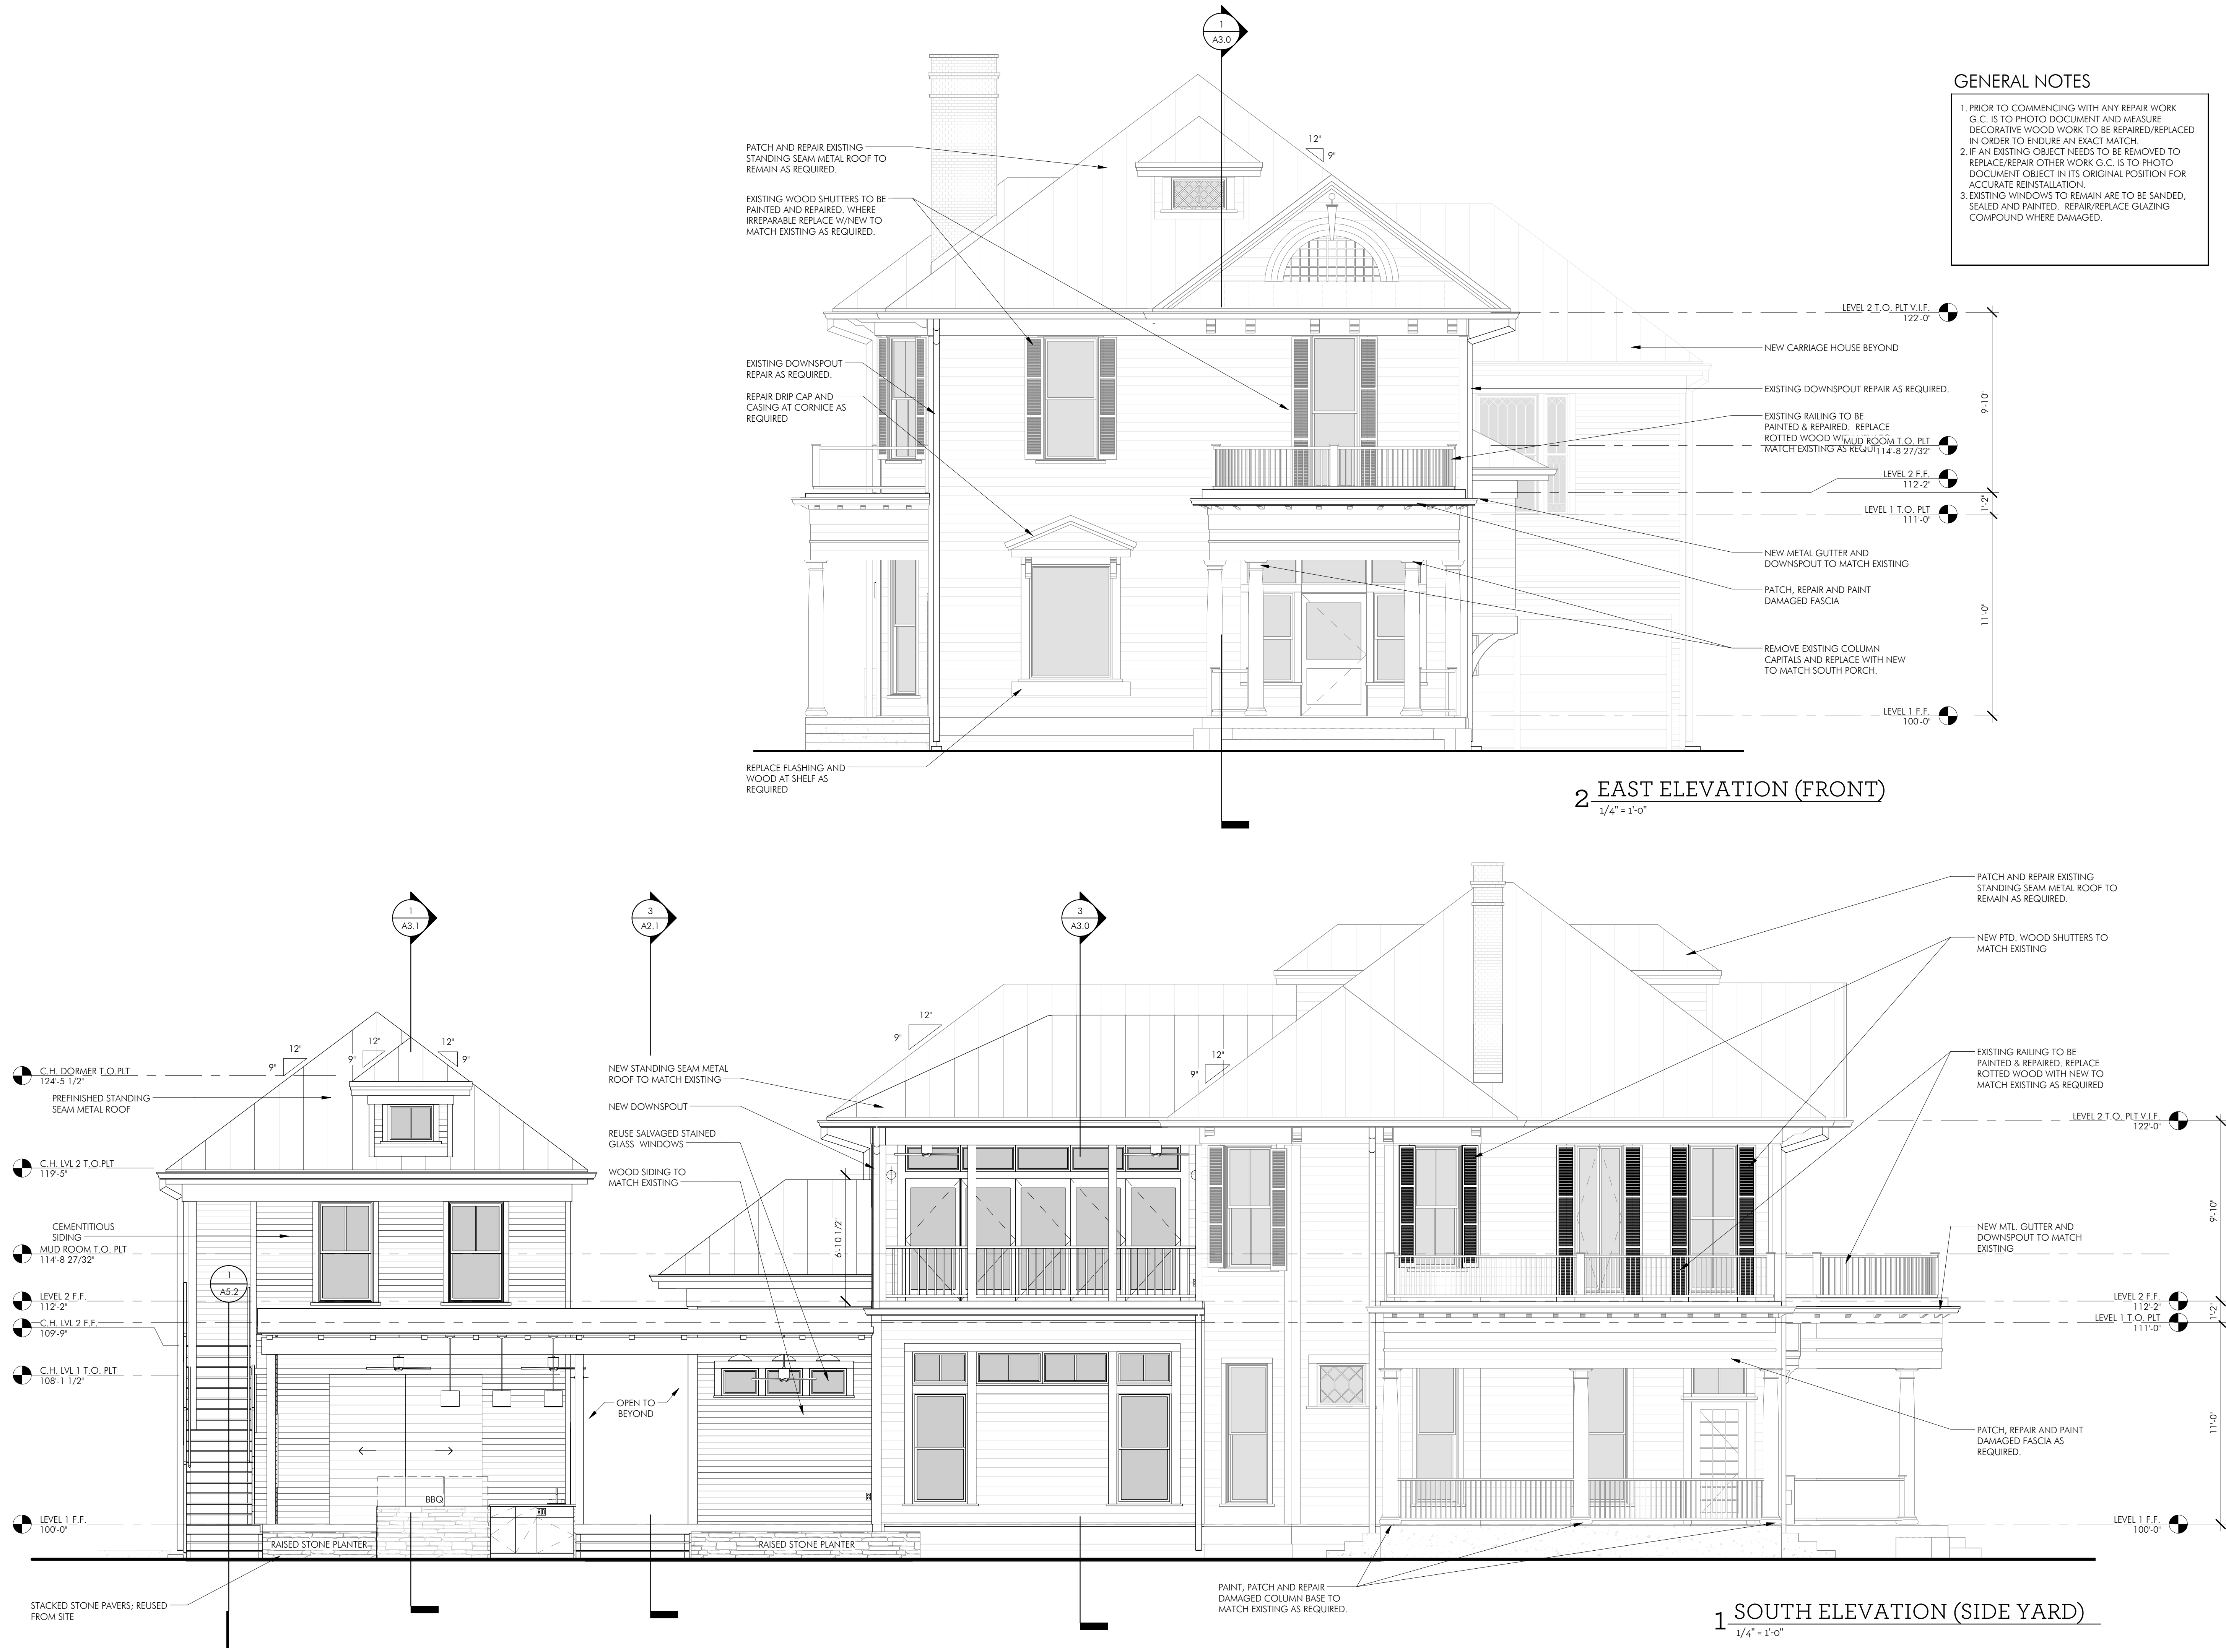 1
A3.0
GENERAL NOTES
1. PRIOR TO COMMENCING WITH ANY REPAIR WORK
G.C. IS TO PHOTO DOCUMENT AND MEASURE
DECORATIVE WOOD WORK TO BE REPAIRED/REPLACED
IN ORDER TO ENDURE AN EXACT MATCH.
2. IF AN EXISTING OBJECT NEEDS TO BE REMOVED TO
REPLACE/REPAIR OTHER WORK G.C. IS TO PHOTO
DOCUMENT OBJECT IN ITS ORIGINAL POSITION FOR
ACCURATE REINSTALLATION.
3. EXISTING WINDOWS TO REMAIN ARE TO BE SANDED,
SEALED AND PAINTED. REPAIR/REPLACE GLAZING
COMPOUND WHERE DAMAGED.
12"
9"
PATCH AND REPAIR EXISTING
STANDING SEAM METAL ROOF TO
REMAIN AS REQUIRED.
EXISTING WOOD SHUTTERS TO BE
PAINTED AND REPAIRED. WHERE
IRREPARABLE REPLACE W/NEW TO
MATCH EXISTING AS REQUIRED.
EXISTING DOWNSPOUT
REPAIR AS REQUIRED.
REPAIR DRIP CAP AND
CASING AT CORNICE AS
REQUIRED
REPLACE FLASHING AND
WOOD AT SHELF AS
REQUIRED
LEVEL 2 T.O. PLT V.I.F.
122'-0"
NEW CARRIAGE HOUSE BEYOND
EXISTING DOWNSPOUT REPAIR AS REQUIRED.
9'-10"
EXISTING RAILING TO BE
PAINTED & REPAIRED. REPLACE
ROTTED WOOD
MUD ROOM T.O. PLT
MATCH EXISTING AS
114'-8 27/32"
LEVEL 2 F.F.
112'-2"
1'-2"
LEVEL 1 T.O. PLT
111'-0"
NEW METAL GUTTER AND
DOWNSPOUT TO MATCH EXISTING
PATCH, REPAIR AND PAINT
DAMAGED FASCIA
11'-0"
REMOVE EXISTING COLUMN
CAPITALS AND REPLACE WITH NEW
TO MATCH SOUTH PORCH.
LEVEL 1 F.F.
100'-0"
2 EAST ELEVATION (FRONT)
1/4" = 1'-0"
1
A3.1
3
A2.1
3
A3.0
12"
9"
12"
9"
12"
9"
12"
9"
12"
9"
C.H. DORMER T.O.PLT
124'-5 1/2"
PREFINISHED STANDING
SEAM METAL ROOF
C.H. LVL 2 T.O.PLT
119'-5"
CEMENTITIOUS
SIDING
MUD ROOM T.O. PLT
114'-8 27/32"
1
A5.2
LEVEL 2 F.F.
112'-2"
C.H. LVL 2 F.F.
109'-9"
C.H. LVL 1 T.O. PLT
108'-1 1/2"
LEVEL 1 F.F.
100'-0"
NEW STANDING SEAM METAL
ROOF TO MATCH EXISTING
NEW DOWNSPOUT
REUSE SALVAGED STAINED
GLASS WINDOWS
WOOD SIDING TO
MATCH EXISTING
6'-10 1/2"
OPEN TO
BEYOND
BBQ
RAISED STONE PLANTER
RAISED STONE PLANTER
STACKED STONE PAVERS; REUSED
FROM SITE
PAINT, PATCH AND REPAIR
DAMAGED COLUMN BASE TO
MATCH EXISTING AS REQUIRED.
PATCH AND REPAIR EXISTING
STANDING SEAM METAL ROOF TO
REMAIN AS REQUIRED.
NEW PTD. WOOD SHUTTERS TO
MATCH EXISTING
EXISTING RAILING TO BE
PAINTED & REPAIRED. REPLACE
ROTTED WOOD WITH NEW TO
MATCH EXISTING AS REQUIRED
LEVEL 2 T.O. PLT V.I.F.
122'-0"
9'-10"
NEW MTL. GUTTER AND
DOWNSPOUT TO MATCH
EXISTING
LEVEL 2 F.F.
112'-2"
1'-2"
LEVEL 1 T.O. PLT
111'-0"
PATCH, REPAIR AND PAINT
DAMAGED FASCIA AS
REQUIRED.
11'-0"
LEVEL 1 F.F.
100'-0"
1 SOUTH ELEVATION (SIDE YARD)
1/4" = 1'-0"